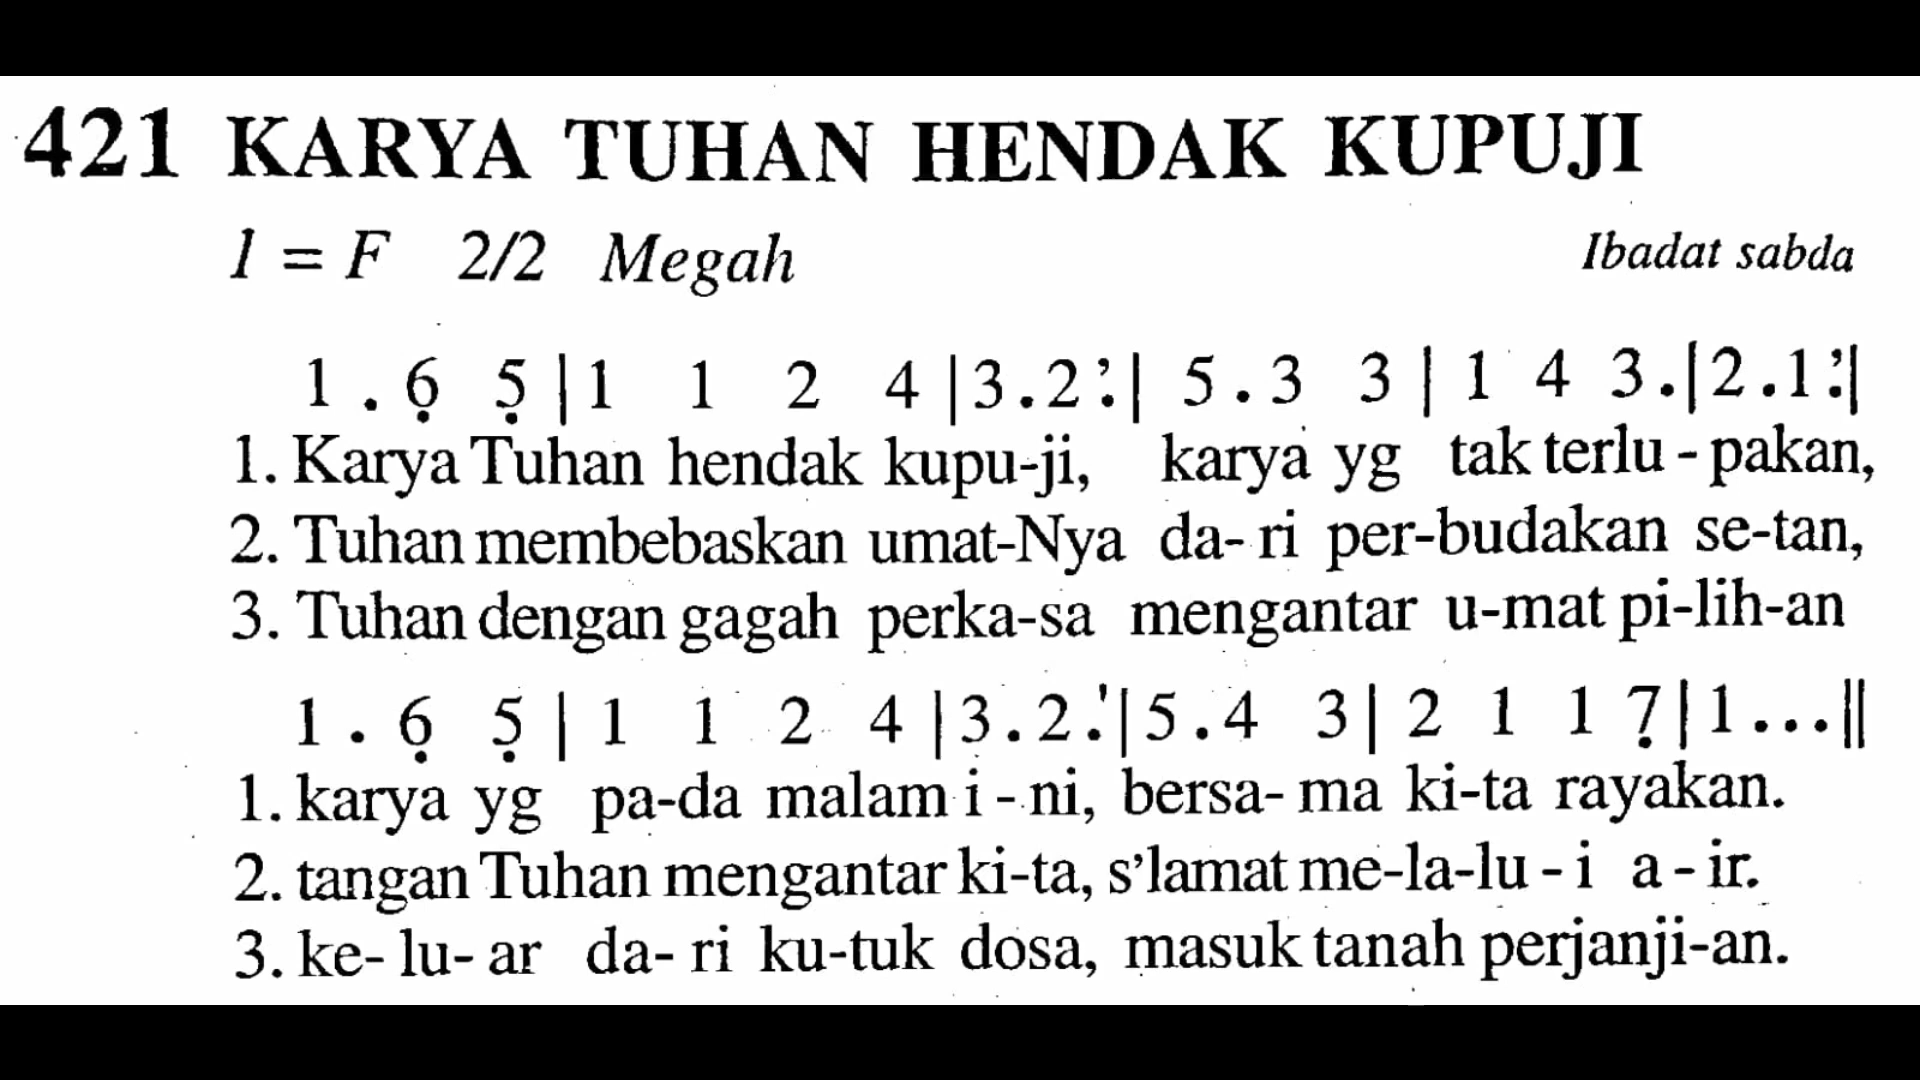 421 KARYA TUHAN HENDAK KUPUJI
1 = F 2/2 Megah Ibadat sabda
1 . 6̣ 5̣ | 1 1 2 4 | 3 . 2 ’. | 5 . 3 3 | 1 4 3 . | 2 . 1 ’. |
1. Karya Tuhan hendak kupu-ji, karya yg tak terlu - pakan,
2. Tuhan membebaskan umat-Nya da- ri per-budakan se-tan,
3. Tuhan dengan gagah perka-sa mengantar u-mat pi-lih-an
1 . 6̣ 5̣ | 1 1 2 4 | 3 . 2 .' | 5 . 4 3 | 2 1 1 7̣ | 1 . . . ||
1. karya yg pa-da malam i - ni, bersa- ma ki-ta rayakan.
2. tangan Tuhan mengantar ki-ta, s’lamat me-la-lu - i a - ir.
3. ke- lu- ar da- ri ku-tuk dosa, masuk tanah perjanji-an.